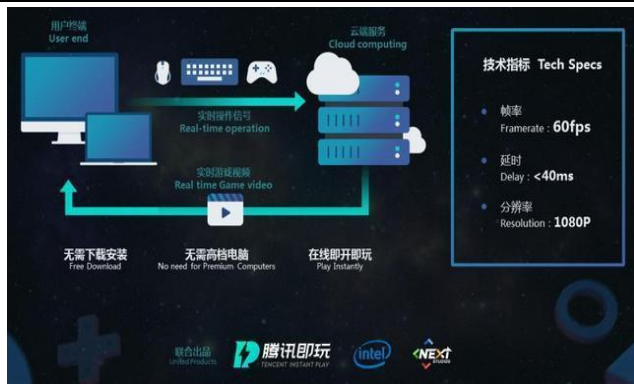 用户终端
User end
云端服务
Cloud computing
实时操作信号
Real-time operation
实时游戏视频
Real time Game video
无需下载安装
Free Download
无需高档电脑
No need for Premium Computers
在线即开即玩
Play Instantly
技术指标 Tech Specs
帧率
Framerate : 60fps
延时
Delay : <40ms
分辨率
Resolution : 1080P
联合出品
United Products
腾讯即玩
TENCENT INSTANT PLAY
intel
NEXT
STUDIOS